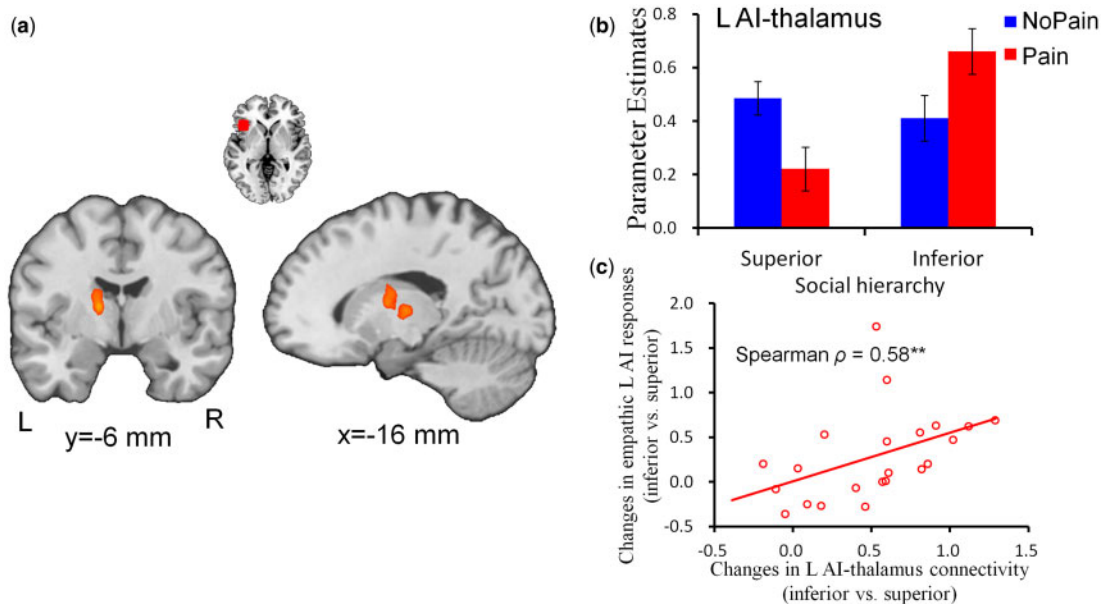 (a)
L
R
y=-6 mm
x=-16 mm
(b)
L AI-thalamus
NoPain
Pain
Parameter Estimates
0.8
0.6
0.4
0.2
0.0
Superior
Inferior
Social hierarchy
(c)
Changes in empathic L AI responses
(inferior vs. superior)
2.0
1.5
1.0
0.5
0.0
-0.5
Spearman ρ = 0.58**
-0.5
0.0
0.5
1.0
1.5
Changes in L AI-thalamus connectivity
(inferior vs. superior)